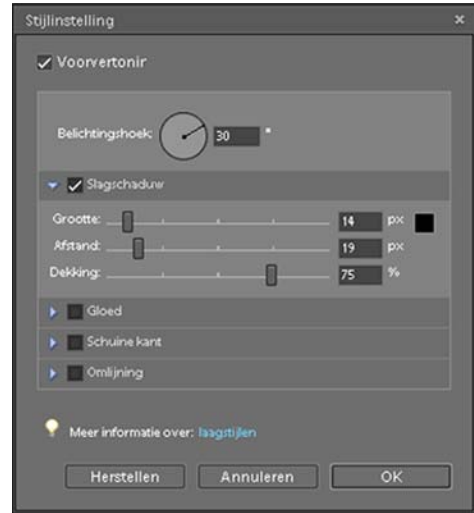 Stijlinstelling
Voorvertonir
Belichtingshoek: 30 °
Slagschaduw
Grootte: 14 px
Afstand: 19 px
Dekking: 75 %
Gloed
Schuine kant
Omlijning
Meer informatie over: laagstijlen
Herstellen Annuleren OK